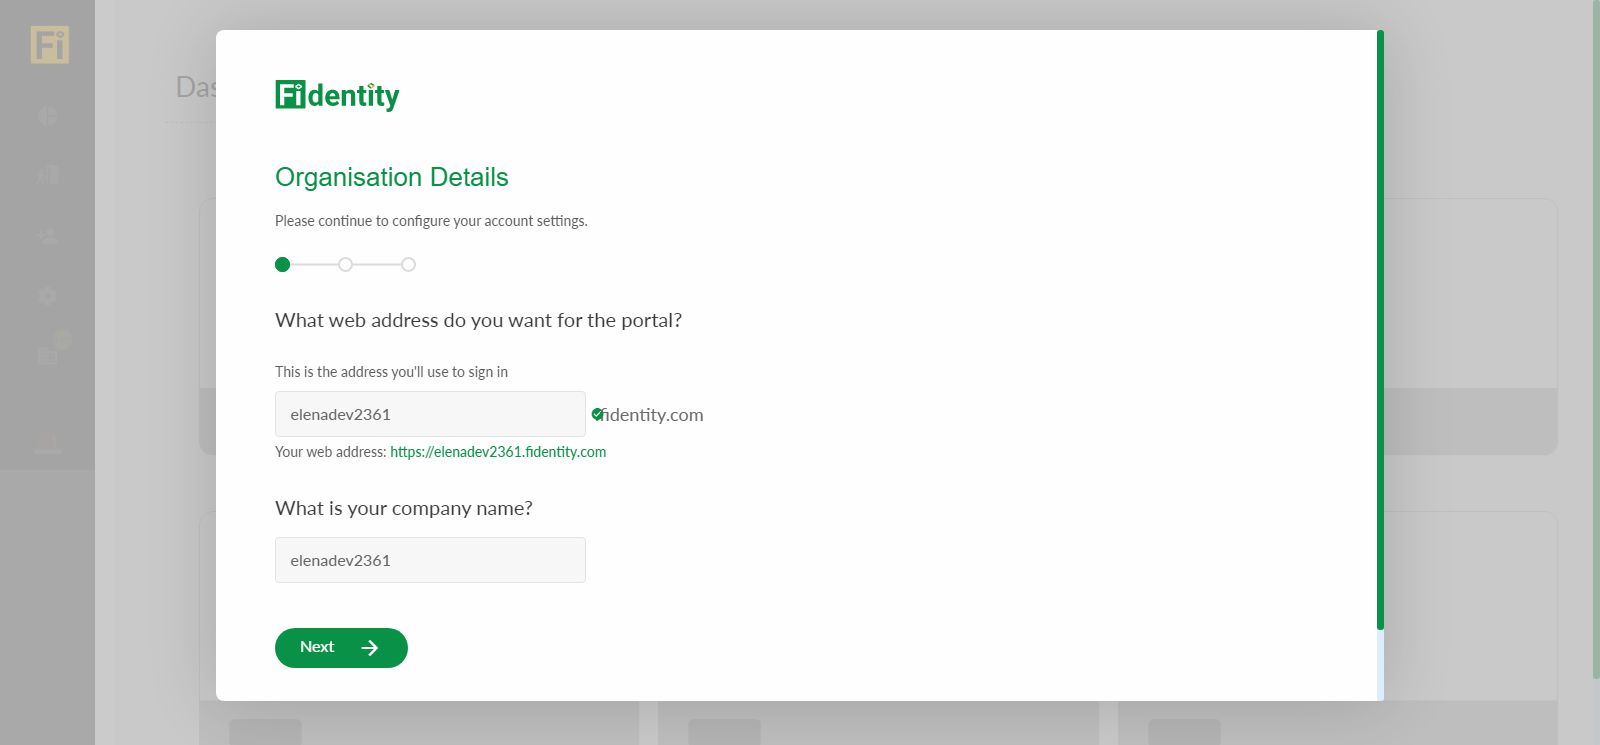 Fi
Das
Fidentity
Organisation Details
Please continue to configure your account settings.
What web address do you want for the portal?
This is the address you'll use to sign in
elenadev2361
fidentity.com
Your web address: https://elenadev2361.fidentity.com
What is your company name?
elenadev2361
Next